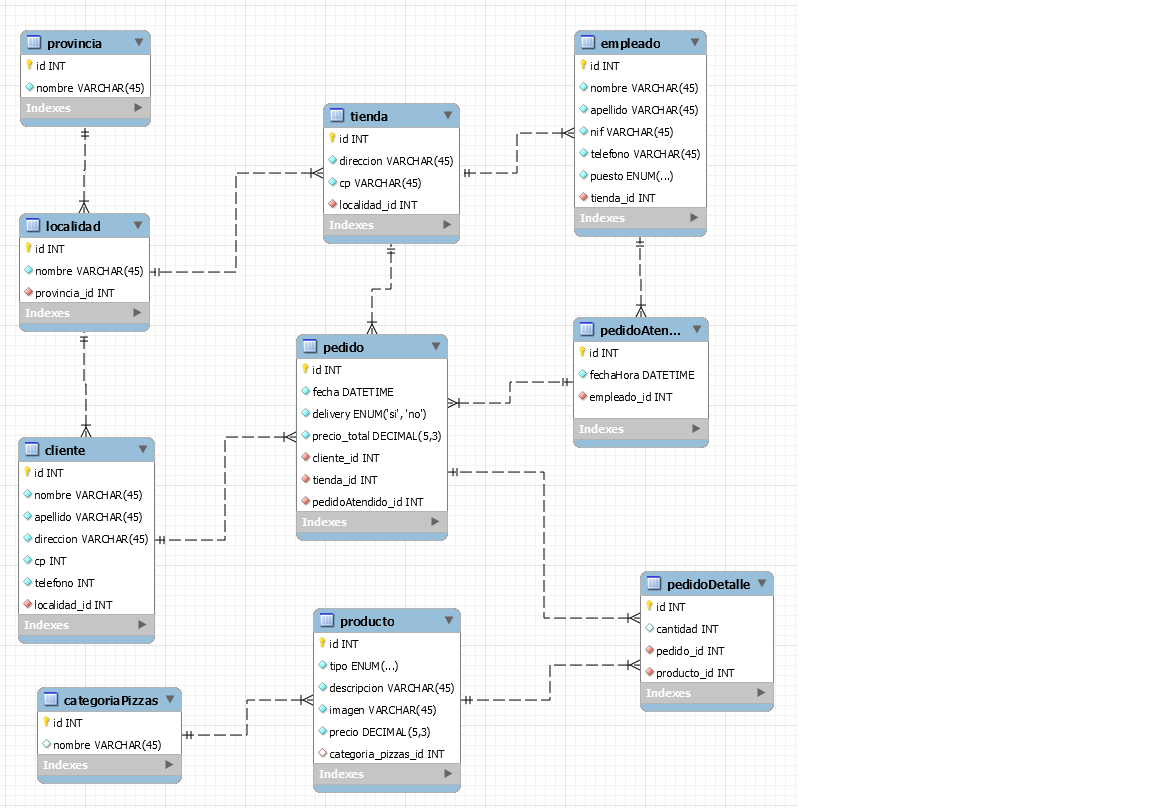 provincia
id INT
nombre VARCHAR(45)
Indexes
localidad
id INT
nombre VARCHAR(45)
provincia_id INT
Indexes
cliente
id INT
nombre VARCHAR(45)
apellido VARCHAR(45)
direccion VARCHAR(45)
cp INT
telefono INT
localidad_id INT
Indexes
categoriaPizzas
id INT
nombre VARCHAR(45)
Indexes
tienda
id INT
direccion VARCHAR(45)
cp VARCHAR(45)
localidad_id INT
Indexes
pedido
id INT
fecha DATETIME
delivery ENUM('si', 'no')
precio_total DECIMAL(5,3)
cliente_id INT
tienda_id INT
pedidoAtendido_id INT
Indexes
producto
id INT
tipo ENUM(...)
descripcion VARCHAR(45)
imagen VARCHAR(45)
precio DECIMAL(5,3)
categoria_pizzas_id INT
Indexes
empleado
id INT
nombre VARCHAR(45)
apellido VARCHAR(45)
nif VARCHAR(45)
telefono VARCHAR(45)
puesto ENUM(...)
tienda_id INT
Indexes
pedidoAten...
id INT
fechaHora DATETIME
empleado_id INT
Indexes
pedidoDetalle
id INT
cantidad INT
pedido_id INT
producto_id INT
Indexes